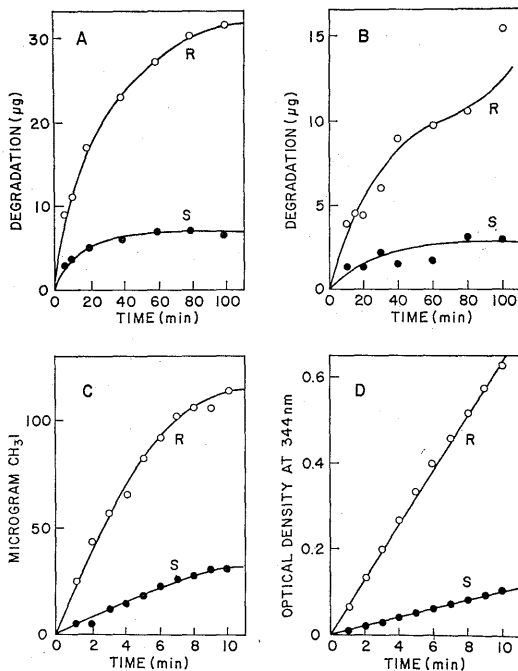 A
R
S
DEGRADATION (µg)
30
20
10
0
0 20 40 60 80 100
TIME (min)
B
R
S
DEGRADATION (µg)
15
10
5
0
0 20 40 60 80 100
TIME (min)
C
R
S
MICROGRAM CH3I
100
50
0
0 2 4 6 8 10
TIME (min)
D
R
S
OPTICAL DENSITY AT 344 nm
0.6
0.4
0.2
0
0 2 4 6 8 10
TIME (min)